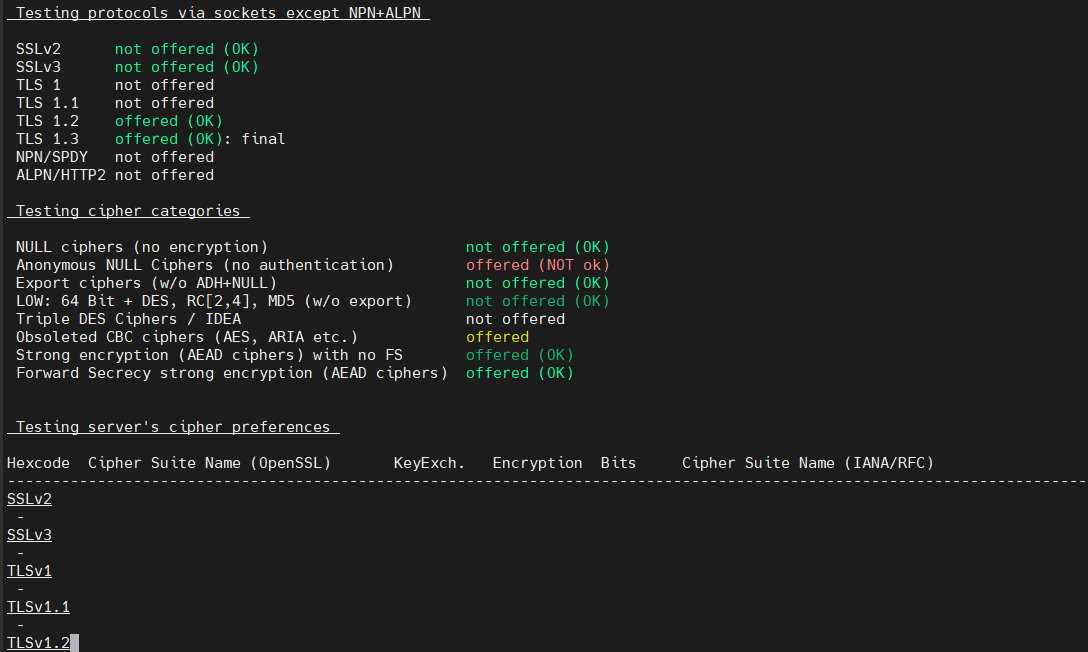 Testing protocols via sockets except NPN+ALPN
SSLv2      not offered (OK)
SSLv3      not offered (OK)
TLS 1      not offered
TLS 1.1    not offered
TLS 1.2    offered (OK)
TLS 1.3    offered (OK): final
NPN/SPDY   not offered
ALPN/HTTP2 not offered
Testing cipher categories
NULL ciphers (no encryption)                      not offered (OK)
Anonymous NULL Ciphers (no authentication)        offered (NOT ok)
Export ciphers (w/o ADH+NULL)                     not offered (OK)
LOW: 64 Bit + DES, RC[2,4], MD5 (w/o export)      not offered (OK)
Triple DES Ciphers / IDEA                         not offered
Obsoleted CBC ciphers (AES, ARIA etc.)            offered
Strong encryption (AEAD ciphers) with no FS       offered (OK)
Forward Secrecy strong encryption (AEAD ciphers)  offered (OK)
Testing server's cipher preferences
Hexcode  Cipher Suite Name (OpenSSL)       KeyExch.   Encryption  Bits     Cipher Suite Name (IANA/RFC)
------------------------------------------------------------------------------------------------------------------------
SSLv2
-
SSLv3
-
TLSv1
-
TLSv1.1
-
TLSv1.2